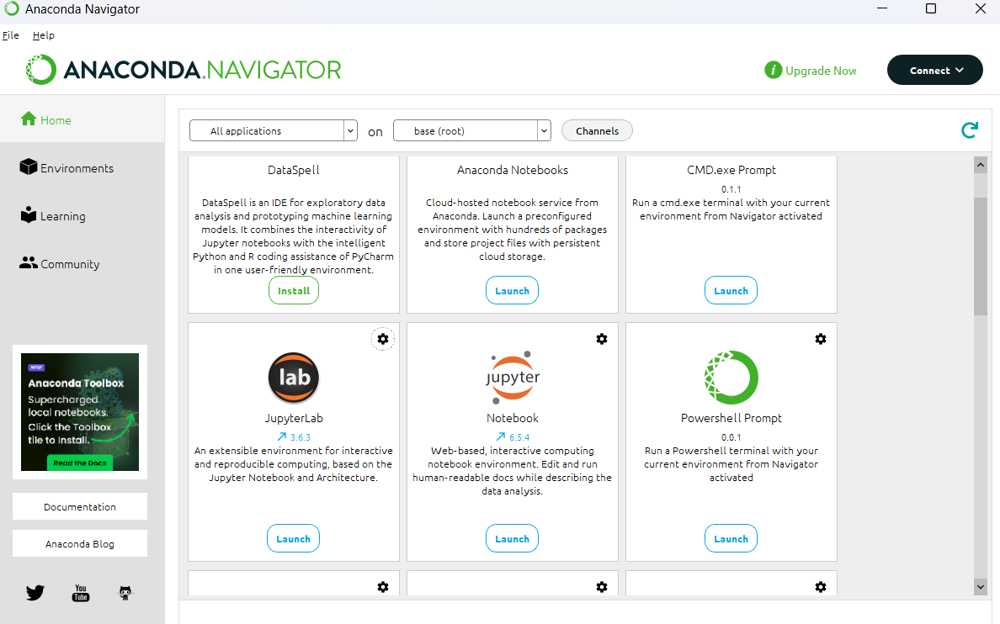 Anaconda Navigator
File Help
ANACONDA.NAVIGATOR
i Upgrade Now
Connect
Home
Environments
Learning
Community
All applications on base (root) Channels
DataSpell
DataSpell is an IDE for exploratory data
analysis and prototyping machine learning
models. It combines the interactivity of
Jupyter notebooks with the intelligent
Python and R coding assistance of PyCharm
in one user-friendly environment.
Install
Anaconda Notebooks
Cloud-hosted notebook service from
Anaconda. Launch a preconfigured
environment with hundreds of packages
and store project files with persistent
cloud storage.
Launch
CMD.exe Prompt
0.1.1
Run a cmd.exe terminal with your current
environment from Navigator activated
Launch
lab
JupyterLab
3.6.3
An extensible environment for interactive
and reproducible computing, based on the
Jupyter Notebook and Architecture.
Launch
jupyter
Notebook
6.5.4
Web-based, interactive computing
notebook environment. Edit and run
human-readable docs while describing the
data analysis.
Launch
Powershell Prompt
0.0.1
Run a Powershell terminal with your
current environment from Navigator
activated
Launch
NEW
Anaconda Toolbox
Supercharged
local notebooks.
Click the Toolbox
tile to Install.
Read the Docs
Documentation
Anaconda Blog
You
Tube